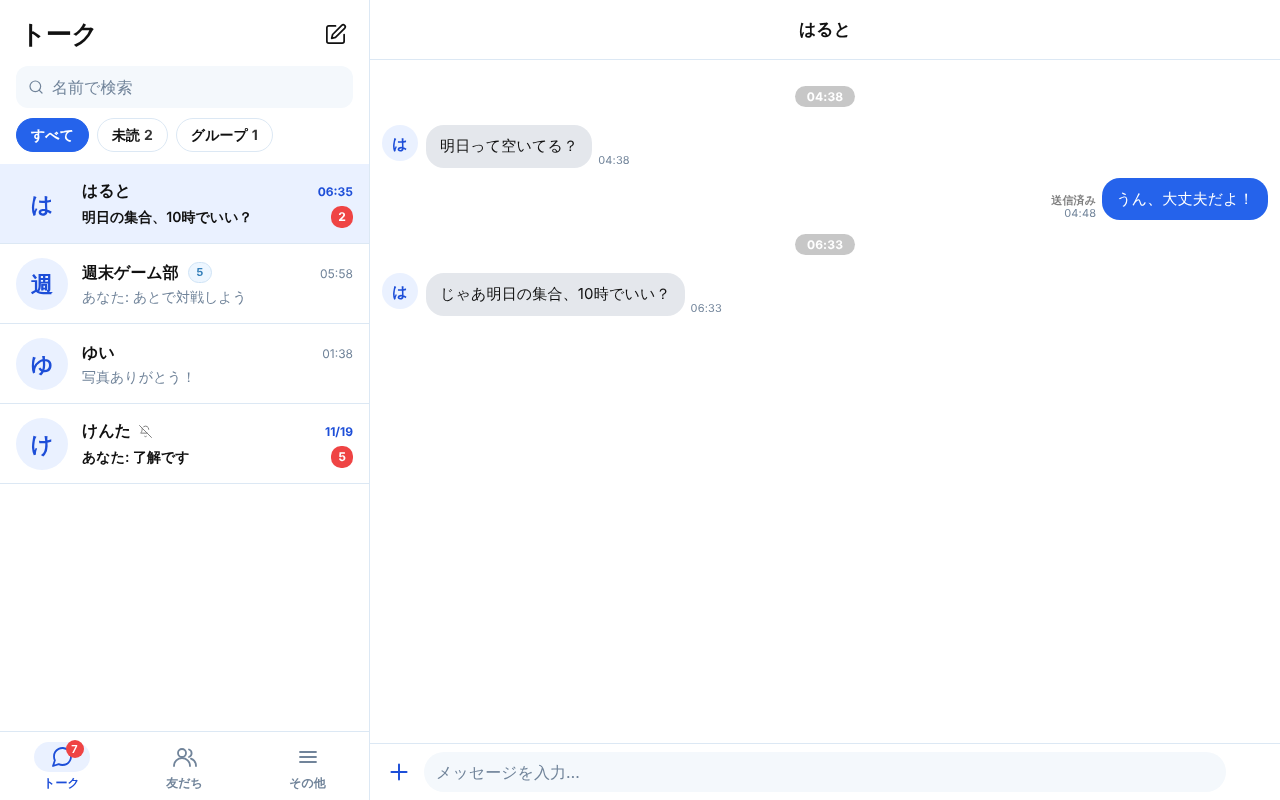 トーク
名前で検索
すべて 未読 2 グループ 1
は はると 06:35
明日の集合、10時でいい？ 2
週 週末ゲーム部 5 05:58
あなた: あとで対戦しよう
ゆ ゆい 01:38
写真ありがとう！
け けんた 11/19
あなた: 了解です 5
7
トーク 友だち その他
はると
04:38
は 明日って空いてる？ 04:38
送信済み
04:48
うん、大丈夫だよ！
06:33
は じゃあ明日の集合、10時でいい？ 06:33
メッセージを入力...